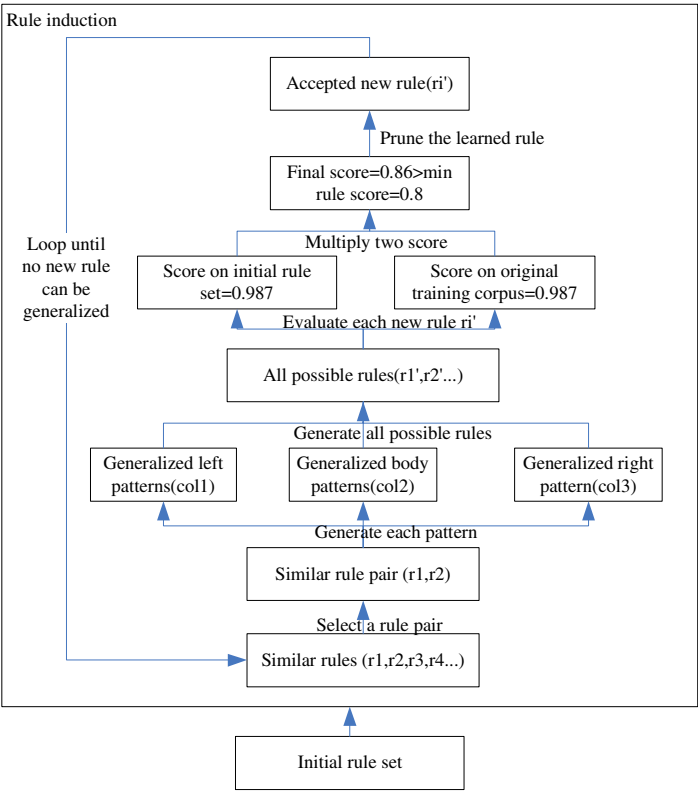 Rule induction
Accepted new rule(ri')
Prune the learned rule
Final score=0.86>min
rule score=0.8
Multiply two score
Loop until
no new rule
can be
generalized
Score on initial rule
set=0.987
Score on original
training corpus=0.987
Evaluate each new rule ri'
All possible rules(r1',r2'...)
Generate all possible rules
Generalized left
patterns(col1)
Generalized body
patterns(col2)
Generalized right
pattern(col3)
Generate each pattern
Similar rule pair (r1,r2)
Select a rule pair
Similar rules (r1,r2,r3,r4...)
Initial rule set